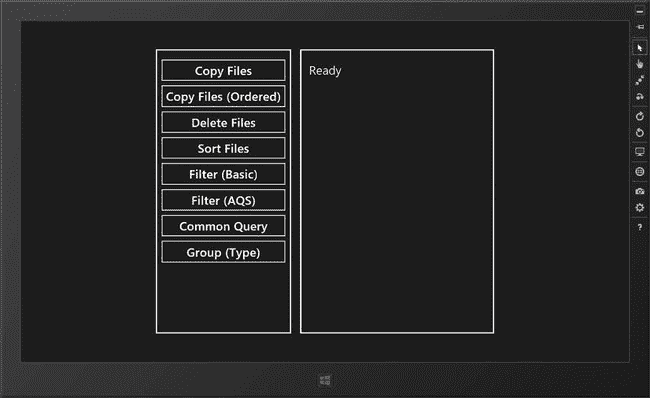 Copy Files
Copy Files (Ordered)
Delete Files
Sort Files
Filter (Basic)
Filter (AQS)
Common Query
Group (Type)
Ready